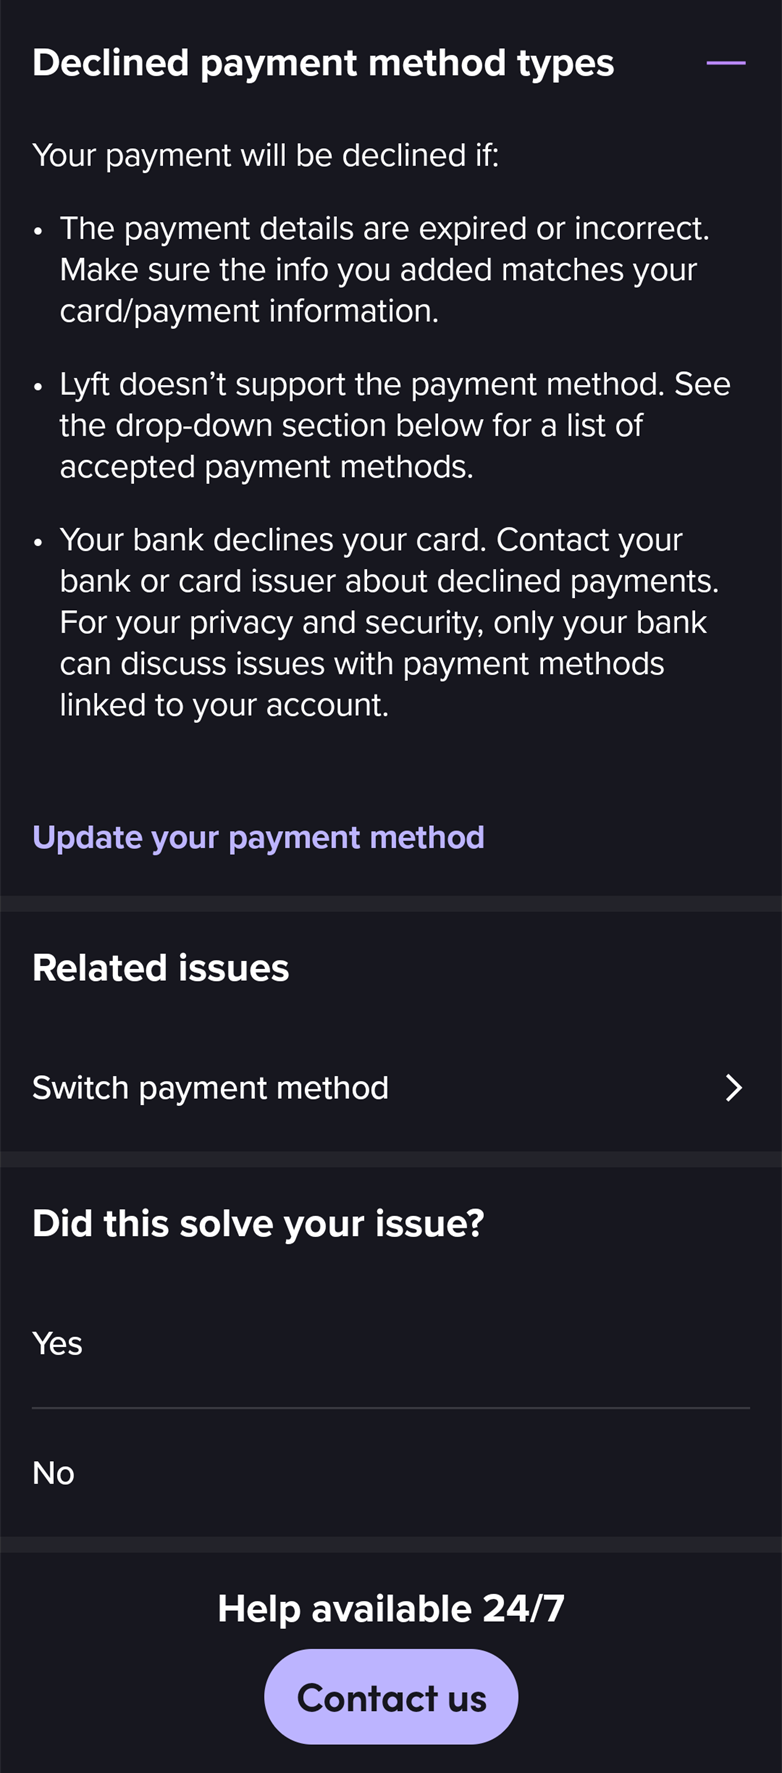 Declined payment method types
Your payment will be declined if:
• The payment details are expired or incorrect.
Make sure the info you added matches your
card/payment information.
• Lyft doesn’t support the payment method. See
the drop-down section below for a list of
accepted payment methods.
• Your bank declines your card. Contact your
bank or card issuer about declined payments.
For your privacy and security, only your bank
can discuss issues with payment methods
linked to your account.
Update your payment method
Related issues
Switch payment method
Did this solve your issue?
Yes
No
Help available 24/7
Contact us